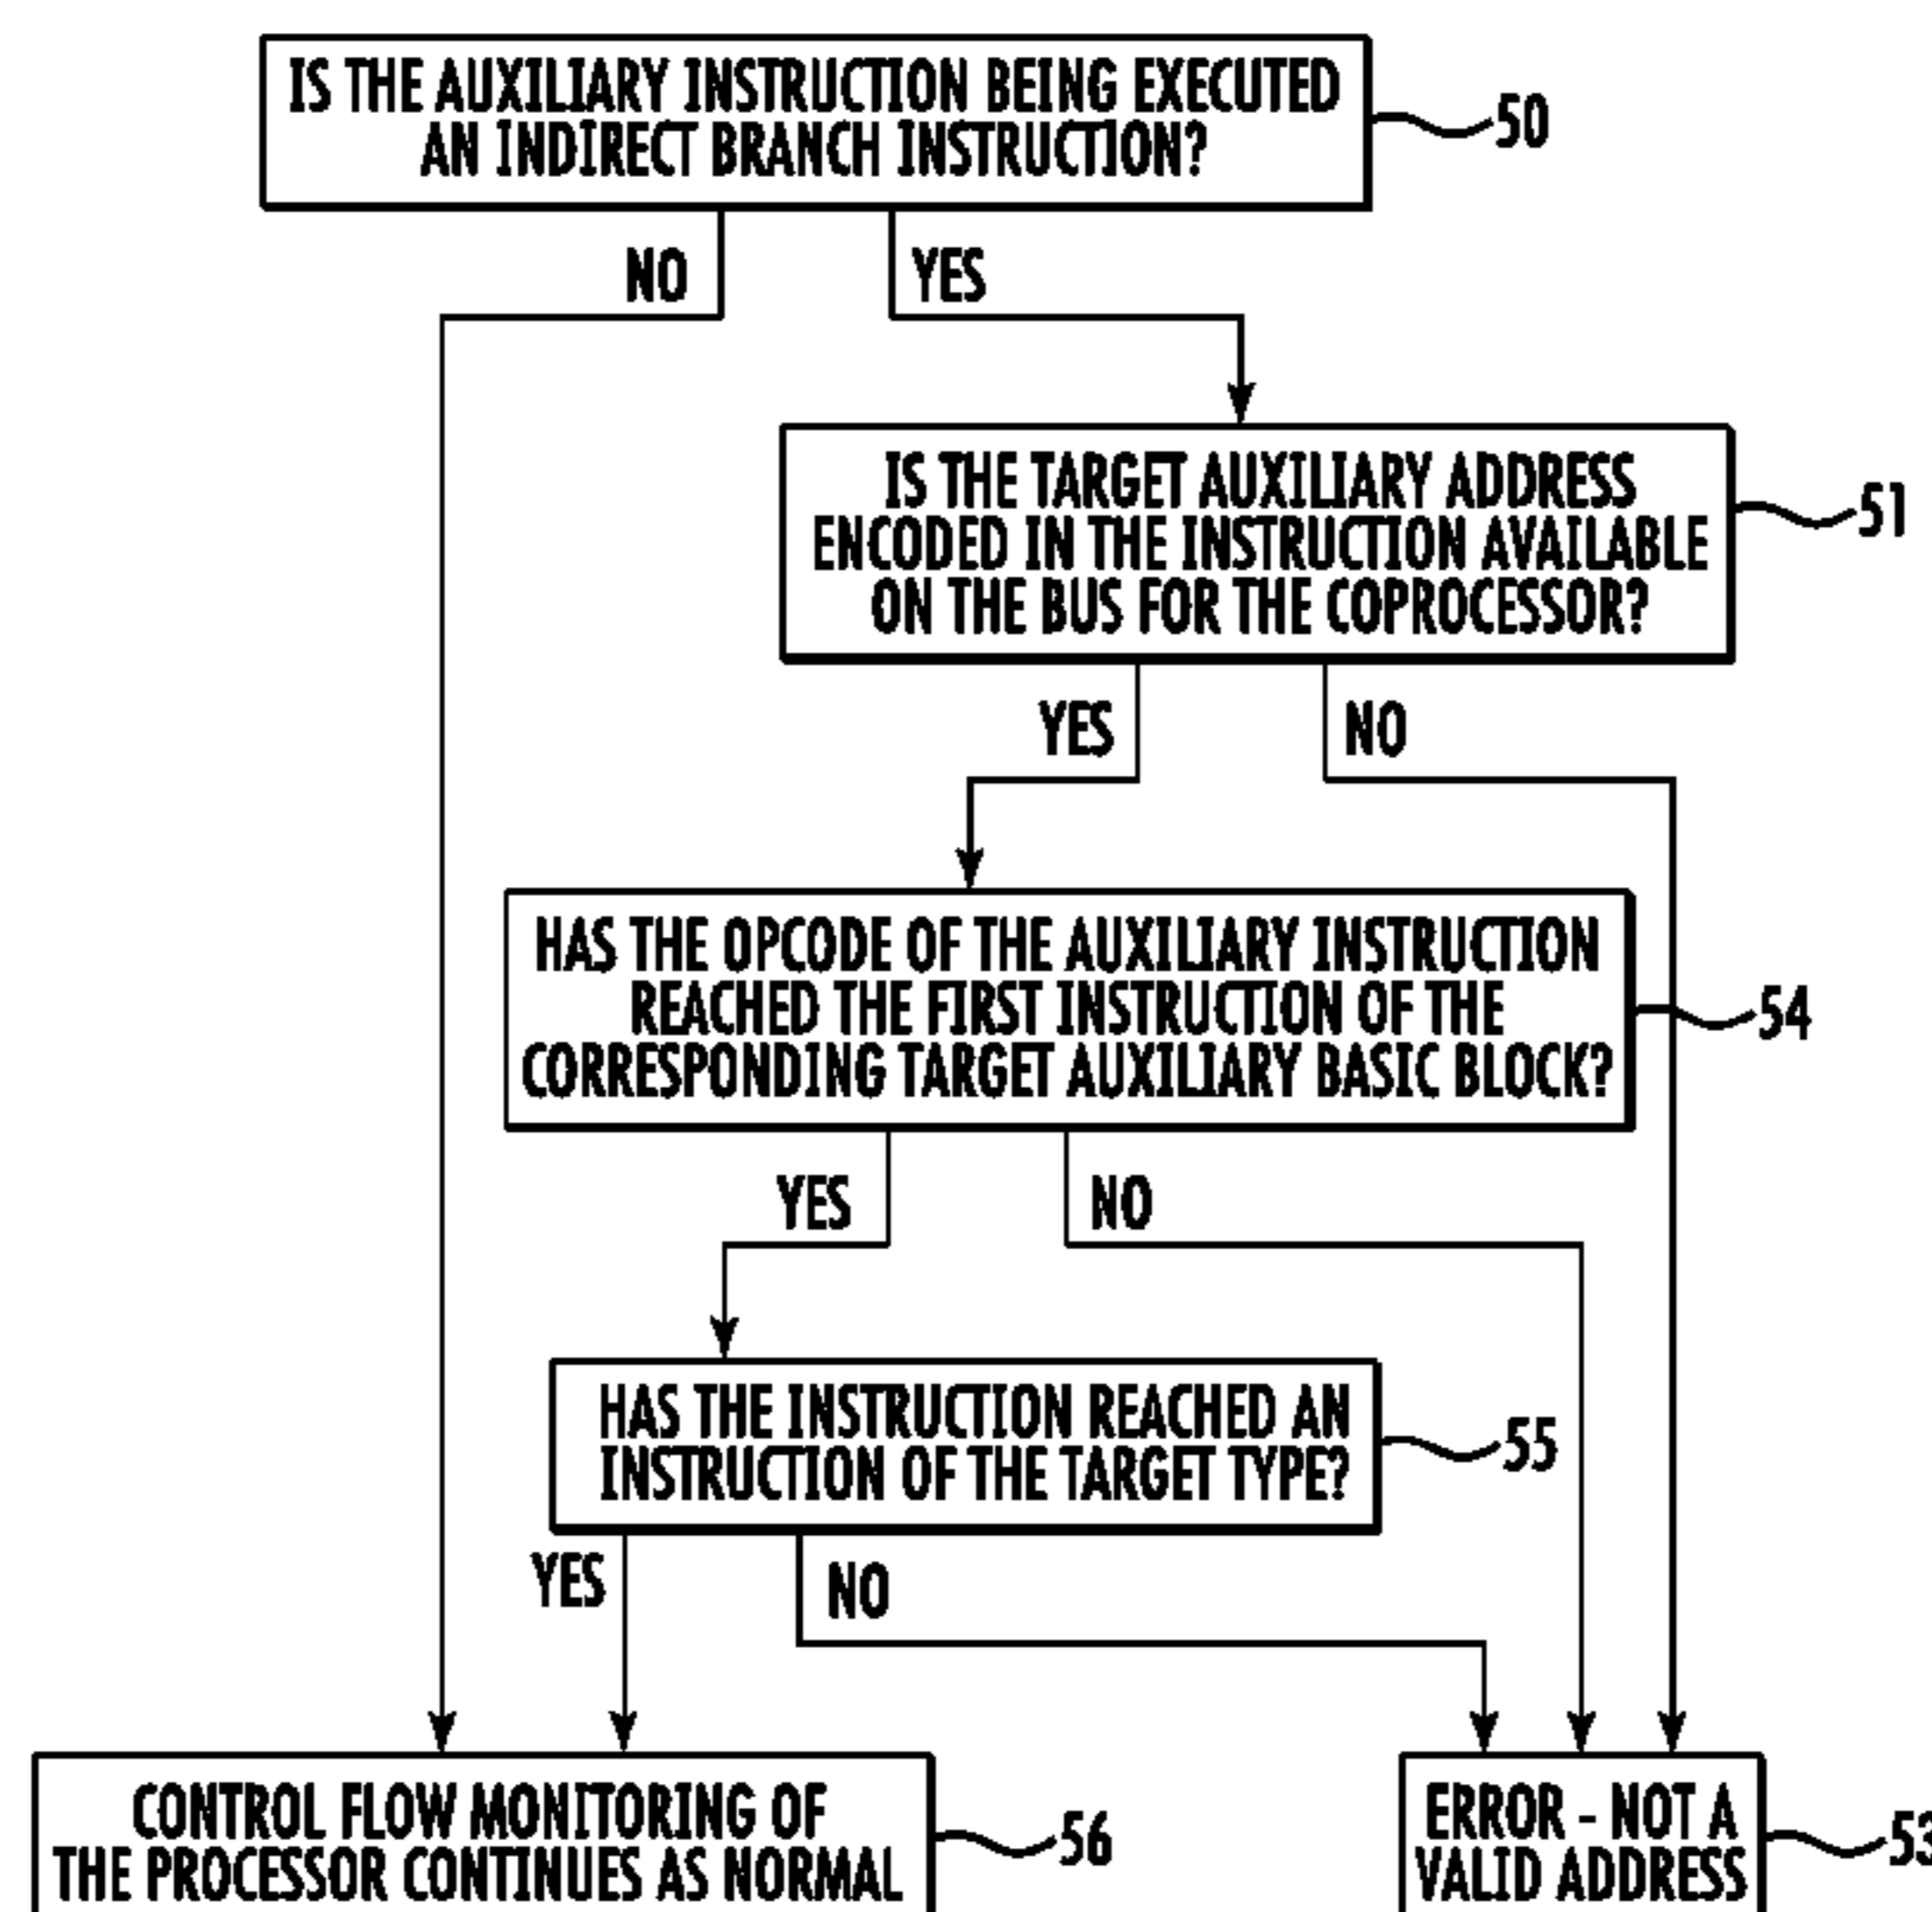 IS THE AUXILIARY INSTRUCTION BEING EXECUTED
AN INDIRECT BRANCH INSTRUCTION?
50
NO
YES
IS THE TARGET AUXILIARY ADDRESS
ENCODED IN THE INSTRUCTION AVAILABLE
ON THE BUS FOR THE COPROCESSOR?
51
YES
NO
HAS THE OPCODE OF THE AUXILIARY INSTRUCTION
REACHED THE FIRST INSTRUCTION OF THE
CORRESPONDING TARGET AUXILIARY BASIC BLOCK?
54
YES
NO
HAS THE INSTRUCTION REACHED AN
INSTRUCTION OF THE TARGET TYPE?
55
YES
NO
CONTROL FLOW MONITORING OF
THE PROCESSOR CONTINUES AS NORMAL
56
ERROR - NOT A
VALID ADDRESS
53